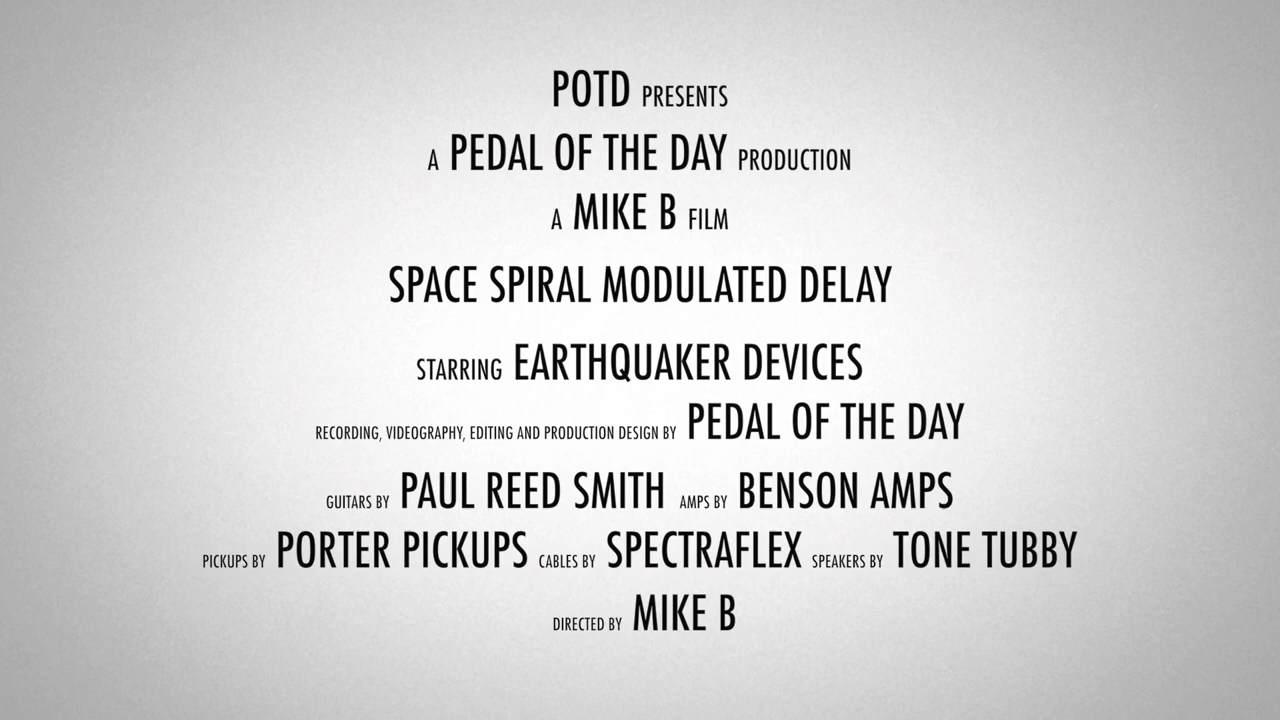 POTD PRESENTS
A PEDAL OF THE DAY PRODUCTION
A MIKE B FILM
SPACE SPIRAL MODULATED DELAY
STARRING EARTHQUAKER DEVICES
RECORDING, VIDEOGRAPHY, EDITING AND PRODUCTION DESIGN BY PEDAL OF THE DAY
GUITARS BY PAUL REED SMITH AMPS BY BENSON AMPS
PICKUPS BY PORTER PICKUPS CABLES BY SPECTRAFLEX SPEAKERS BY TONE TUBBY
DIRECTED BY MIKE B